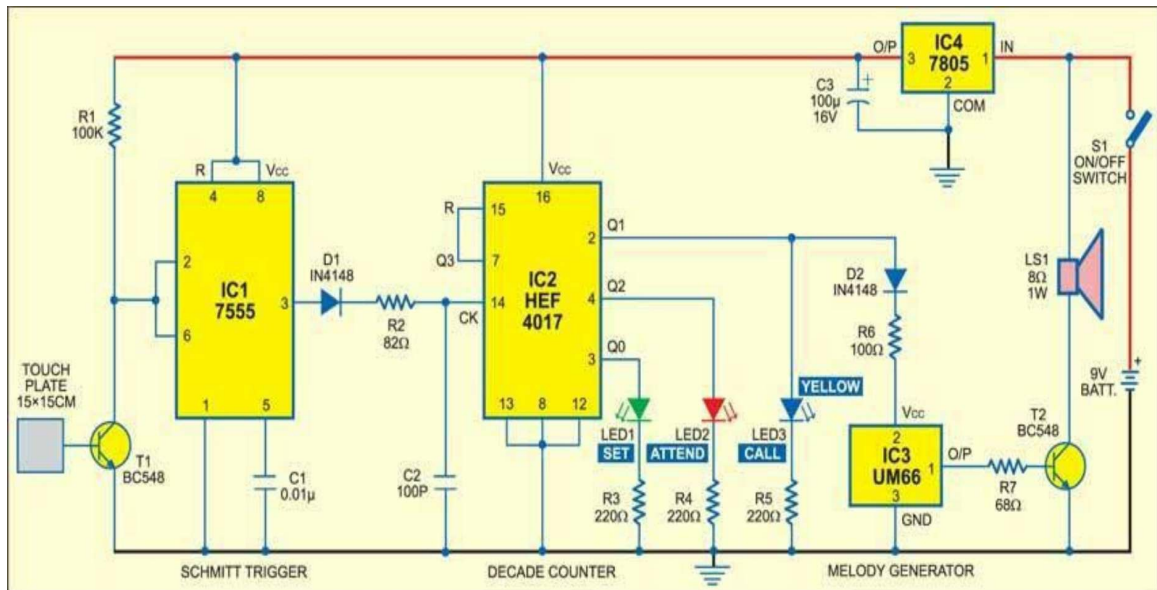 O/P
3
IC4
7805
1
IN
2
COM
C3
100µ
16V
+
R1
100K
S1
ON/OFF
SWITCH
R
VCC
4
8
2
IC1
7555
6
3
1
5
D1
IN4148
R2
82Ω
VCC
16
R
15
7
Q3
IC2
HEF
4017
14
CK
2
Q1
4
Q2
3
Q0
13
8
12
D2
IN4148
R6
100Ω
LS1
8Ω
1W
TOUCH
PLATE
15×15CM
T1
BC548
C1
0.01µ
C2
100P
LED1
SET
LED2
ATTEND
YELLOW
LED3
CALL
R3
220Ω
R4
220Ω
R5
220Ω
VCC
2
IC3
UM66
1
O/P
3
GND
R7
68Ω
T2
BC548
+
9V
BATT.
SCHMITT TRIGGER
DECADE COUNTER
MELODY GENERATOR